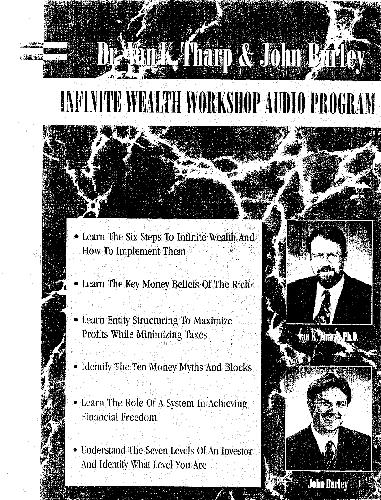 Dr. Van K. Tharp & John Burley
INFINITE WEALTH WORKSHOP AUDIO PROGRAM
• Learn The Six Steps To Infinite Wealth And
How To Implement Them
• Learn The Key Money Beliefs Of The Rich
• Learn Entity Structuring To Maximize
Profits While Minimizing Taxes
• Identify The Ten Money Myths And Blocks
• Learn The Role Of A System In Achieving
Financial Freedom
• Understand The Seven Levels Of An Investor
And Identify What Level You Are
Van K. Tharp, Ph.D.
John Burley